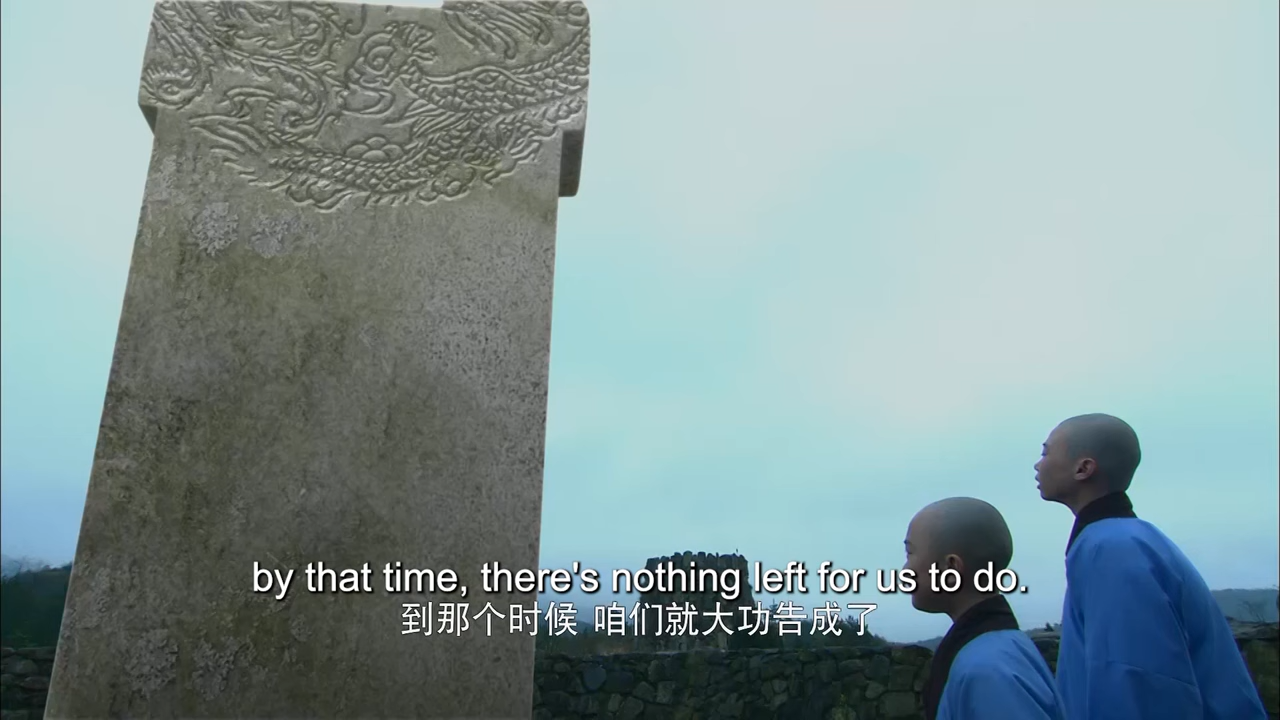 by that time, there's nothing left for us to do.
到那个时候 咱们就大功告成了